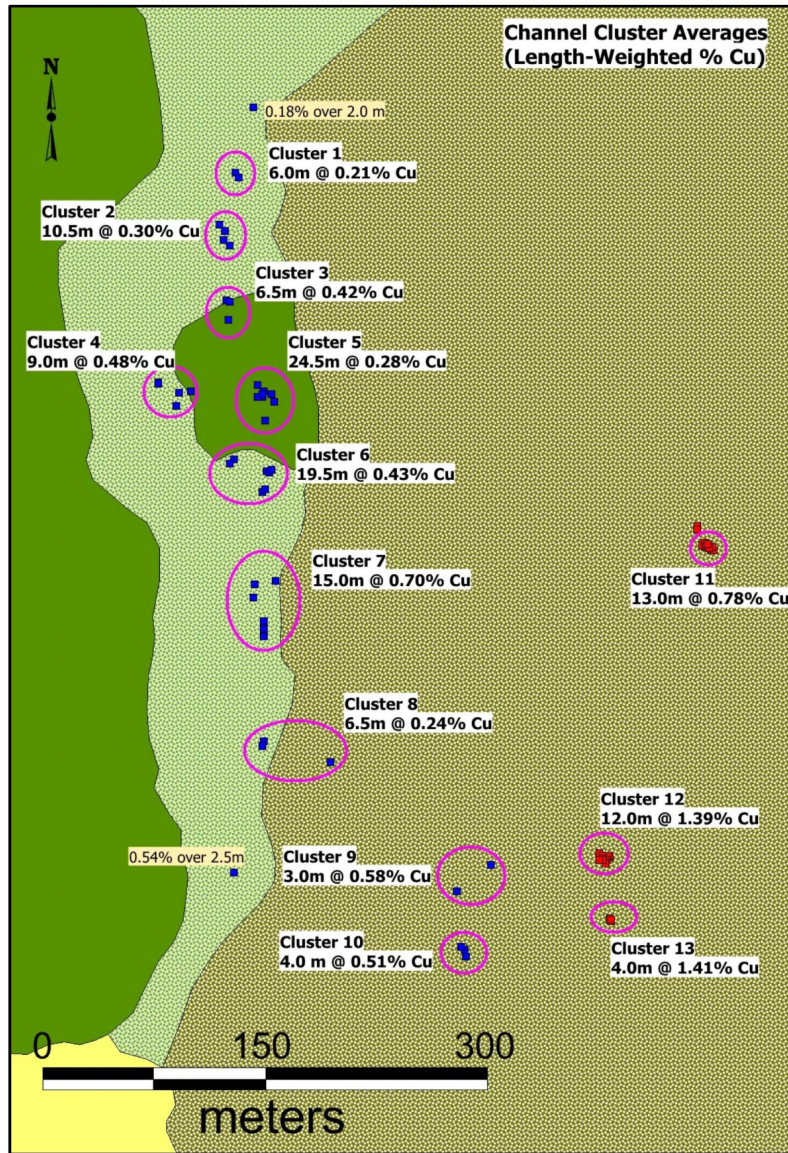 Channel Cluster Averages
(Length-Weighted % Cu)
N
0.18% over 2.0 m
Cluster 1
6.0m @ 0.21% Cu
Cluster 2
10.5m @ 0.30% Cu
Cluster 3
6.5m @ 0.42% Cu
Cluster 4
9.0m @ 0.48% Cu
Cluster 5
24.5m @ 0.28% Cu
Cluster 6
19.5m @ 0.43% Cu
Cluster 7
15.0m @ 0.70% Cu
Cluster 11
13.0m @ 0.78% Cu
Cluster 8
6.5m @ 0.24% Cu
Cluster 12
12.0m @ 1.39% Cu
0.54% over 2.5m
Cluster 9
3.0m @ 0.58% Cu
Cluster 10
4.0 m @ 0.51% Cu
Cluster 13
4.0m @ 1.41% Cu
0 150 300
meters